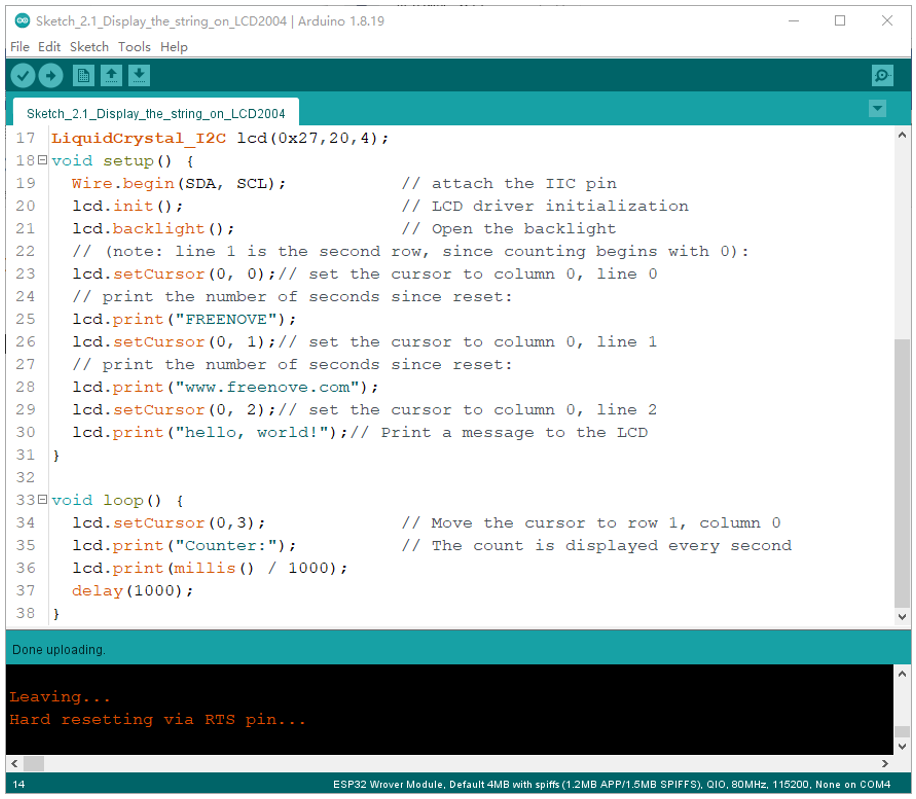 Sketch_2.1_Display_the_string_on_LCD2004 | Arduino 1.8.19
File Edit Sketch Tools Help
Sketch_2.1_Display_the_string_on_LCD2004
17 LiquidCrystal_I2C lcd(0x27,20,4);
18 void setup() {
19 Wire.begin(SDA, SCL); // attach the IIC pin
20 lcd.init(); // LCD driver initialization
21 lcd.backlight(); // Open the backlight
22 // (note: line 1 is the second row, since counting begins with 0):
23 lcd.setCursor(0, 0);// set the cursor to column 0, line 0
24 // print the number of seconds since reset:
25 lcd.print("FREENOVE");
26 lcd.setCursor(0, 1);// set the cursor to column 0, line 1
27 // print the number of seconds since reset:
28 lcd.print("www.freenove.com");
29 lcd.setCursor(0, 2);// set the cursor to column 0, line 2
30 lcd.print("hello, world!");// Print a message to the LCD
31 }
32
33 void loop() {
34 lcd.setCursor(0,3); // Move the cursor to row 1, column 0
35 lcd.print("Counter:"); // The count is displayed every second
36 lcd.print(millis() / 1000);
37 delay(1000);
38 }
Done uploading.
Leaving...
Hard resetting via RTS pin...
14 ESP32 Wrover Module, Default 4MB with spiffs (1.2MB APP/1.5MB SPIFFS), QIO, 80MHz, 115200, None on COM4